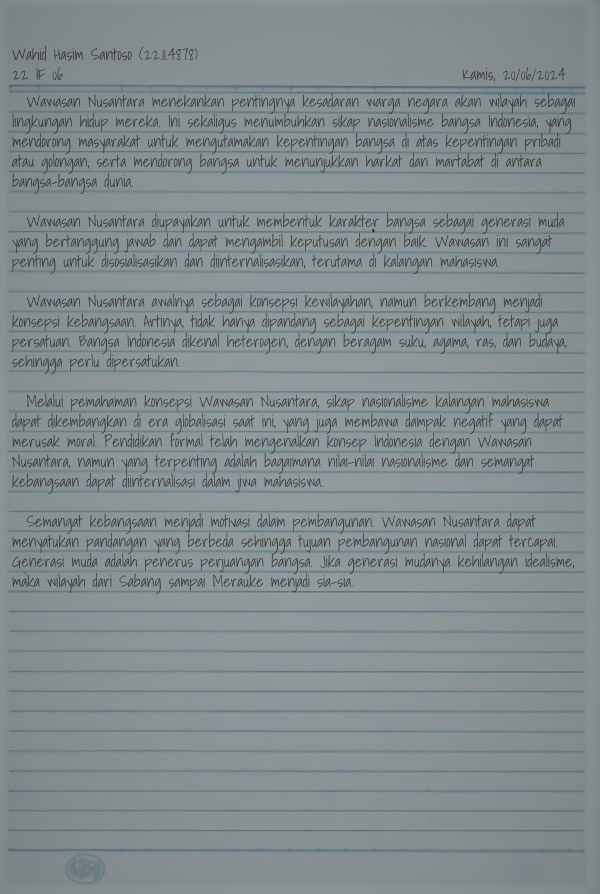 Wahid Hasim Santoso (22.11.4878)
22 IF 06
Kamis, 20/06/2024
Wawasan Nusantara menekankan pentingnya kesadaran warga negara akan wilayah sebagai
lingkungan hidup mereka. Ini sekaligus menumbuhkan sikap nasionalisme bangsa Indonesia, yang
mendorong masyarakat untuk mengutamakan kepentingan bangsa di atas kepentingan pribadi
atau golongan, serta mendorong bangsa untuk menunjukkan harkat dan martabat di antara
bangsa-bangsa dunia.
Wawasan Nusantara diupayakan untuk membentuk karakter bangsa sebagai generasi muda
yang bertanggung jawab dan dapat mengambil keputusan dengan baik. Wawasan ini sangat
penting untuk disosialisasikan dan diinternalisasikan, terutama di kalangan mahasiswa.
Wawasan Nusantara awalnya sebagai konsepsi kewilayahan, namun berkembang menjadi
konsepsi kebangsaan. Artinya, tidak hanya dipandang sebagai kepentingan wilayah, tetapi juga
persatuan. Bangsa Indonesia dikenal heterogen, dengan beragam suku, agama, ras, dan budaya,
sehingga perlu dipersatukan.
Melalui pemahaman konsepsi Wawasan Nusantara, sikap nasionalisme kalangan mahasiswa
dapat dikembangkan di era globalisasi saat ini, yang juga membawa dampak negatif yang dapat
merusak moral. Pendidikan formal telah mengenalkan konsep Indonesia dengan Wawasan
Nusantara, namun yang terpenting adalah bagaimana nilai-nilai nasionalisme dan semangat
kebangsaan dapat diinternalisasi dalam jiwa mahasiswa.
Semangat kebangsaan menjadi motivasi dalam pembangunan. Wawasan Nusantara dapat
menyatukan pandangan yang berbeda sehingga tujuan pembangunan nasional dapat tercapai.
Generasi muda adalah penerus perjuangan bangsa. Jika generasi mudanya kehilangan idealisme,
maka wilayah dari Sabang sampai Merauke menjadi sia-sia.